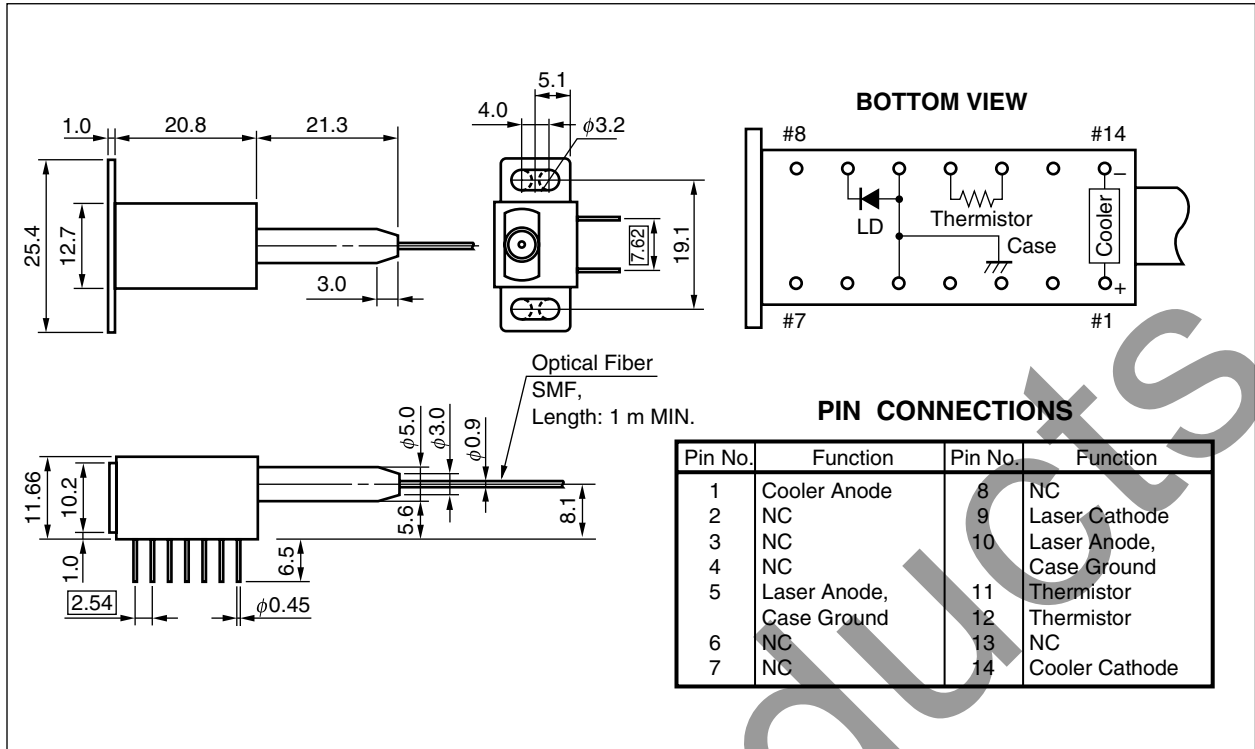 5.1
1.0 20.8 21.3 4.0 φ3.2
25.4
12.7
3.0
7.62
19.1
BOTTOM VIEW
#8 #14
LD
Thermistor
Case
Cooler
–
+
#7 #1
Optical Fiber
SMF,
Length: 1 m MIN.
φ5.0
φ3.0
φ0.9
11.66
10.2
1.0
6.5
5.6
8.1
2.54
φ0.45
PIN CONNECTIONS
Pin No. Function Pin No. Function
1 Cooler Anode 8 NC
2 NC 9 Laser Cathode
3 NC 10 Laser Anode,
4 NC Case Ground
5 Laser Anode, 11 Thermistor
Case Ground 12 Thermistor
6 NC 13 NC
7 NC 14 Cooler Cathode
ducts